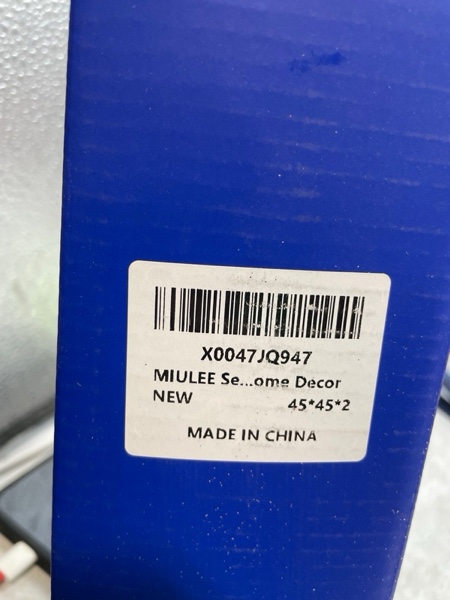 X0047JQ947
MIULEE Se...ome Decor
NEW 45*45*2
MADE IN CHINA